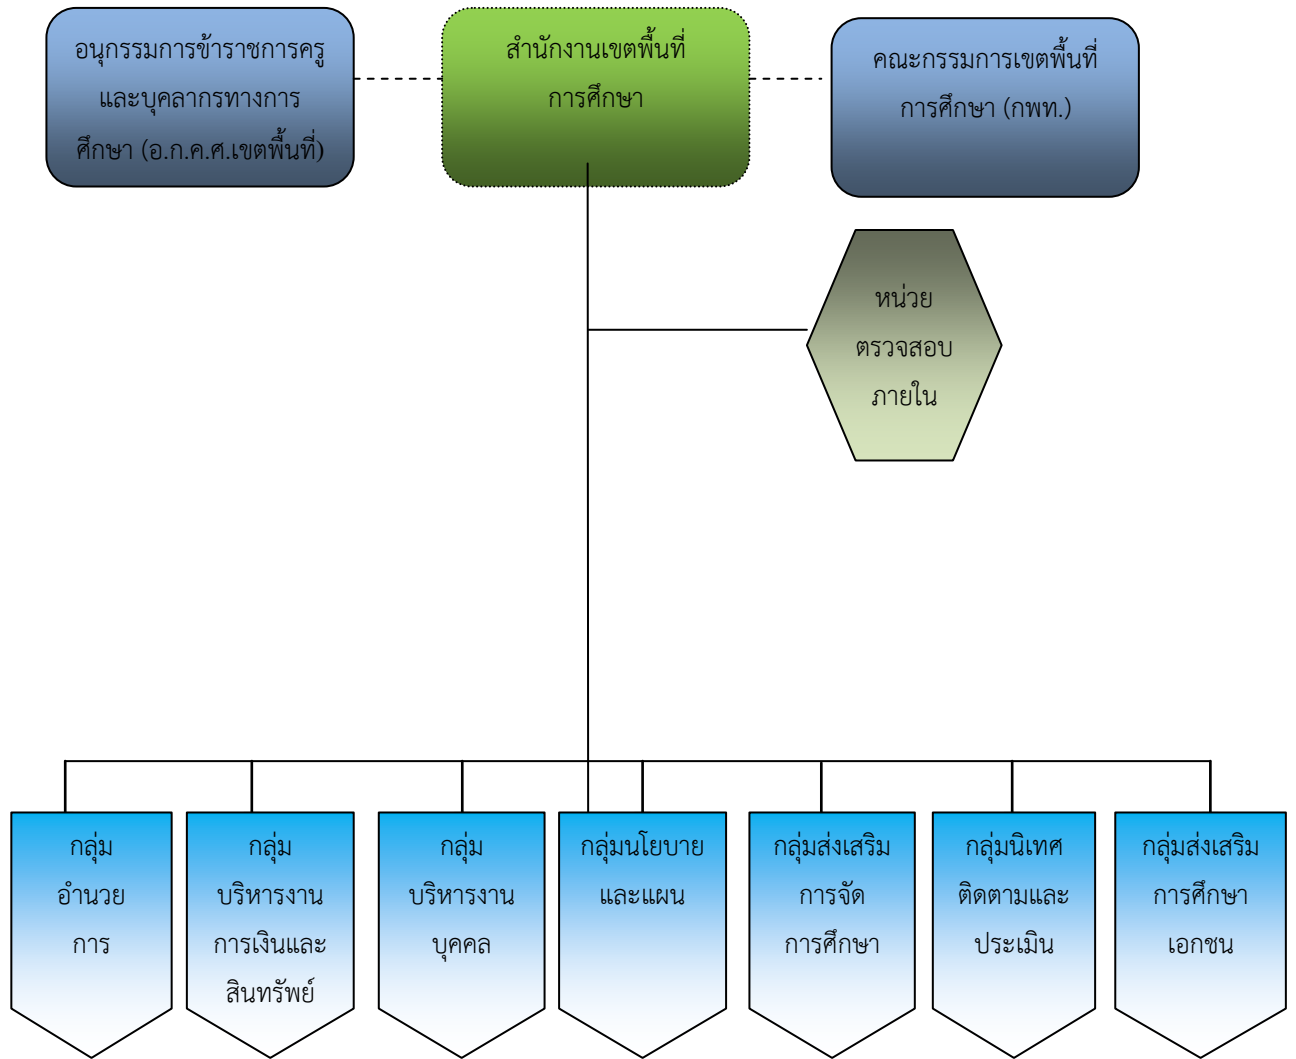 อนุกรรมการข้าราชการครู
และบุคลากรทางการ
ศึกษา (อ.ก.ค.ศ.เขตพื้นที่)
สำนักงานเขตพื้นที่
การศึกษา
คณะกรรมการเขตพื้นที่
การศึกษา (กพท.)
หน่วย
ตรวจสอบ
ภายใน
กลุ่ม
อำนวย
การ
กลุ่ม
บริหารงาน
การเงินและ
สินทรัพย์
กลุ่ม
บริหารงาน
บุคคล
กลุ่มนโยบาย
และแผน
กลุ่มส่งเสริม
การจัด
การศึกษา
กลุ่มนิเทศ
ติดตามและ
ประเมิน
กลุ่มส่งเสริม
การศึกษา
เอกชน